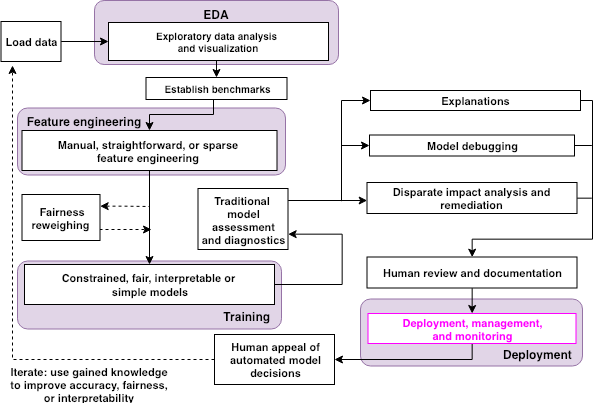 EDA
Load data
Exploratory data analysis
and visualization
Establish benchmarks
Feature engineering
Manual, straightforward, or sparse
feature engineering
Explanations
Model debugging
Disparate impact analysis and
remediation
Fairness
reweighing
Traditional
model
assessment
and diagnostics
Constrained, fair, interpretable or
simple models
Training
Human review and documentation
Deployment, management,
and monitoring
Deployment
Human appeal of
automated model
decisions
Iterate: use gained knowledge
to improve accuracy, fairness,
or interpretability